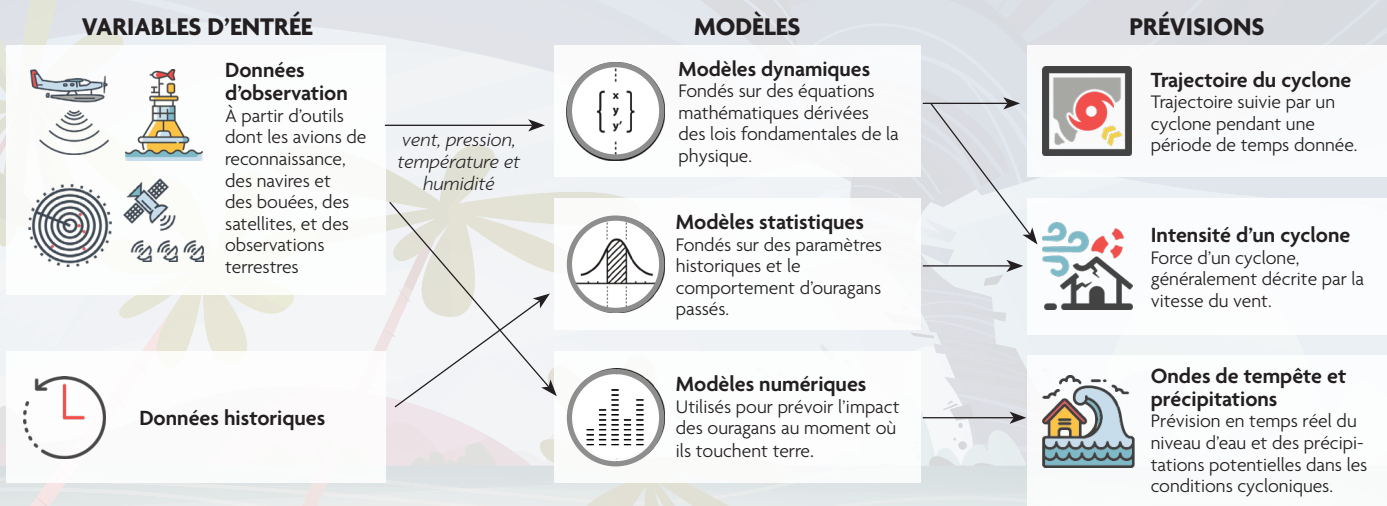 VARIABLES D’ENTRÉE
Données
d’observation
À partir d’outils
dont les avions de
reconnaissance,
des navires et
des bouées, des
satellites, et des
observations
terrestres
Données historiques
vent, pression,
température et
humidité
MODÈLES
x
y
y'
Modèles dynamiques
Fondés sur des équations
mathématiques dérivées
des lois fondamentales de la
physique.
Modèles statistiques
Fondés sur des paramètres
historiques et le
comportement d’ouragans
passés.
Modèles numériques
Utilisés pour prévoir l’impact
des ouragans au moment où
ils touchent terre.
PRÉVISIONS
Trajectoire du cyclone
Trajectoire suivie par un
cyclone pendant une
période de temps donnée.
Intensité d’un cyclone
Force d’un cyclone,
généralement décrite par la
vitesse du vent.
Ondes de tempête et
précipitations
Prévision en temps réel du
niveau d’eau et des précipi-
tations potentielles dans les
conditions cycloniques.